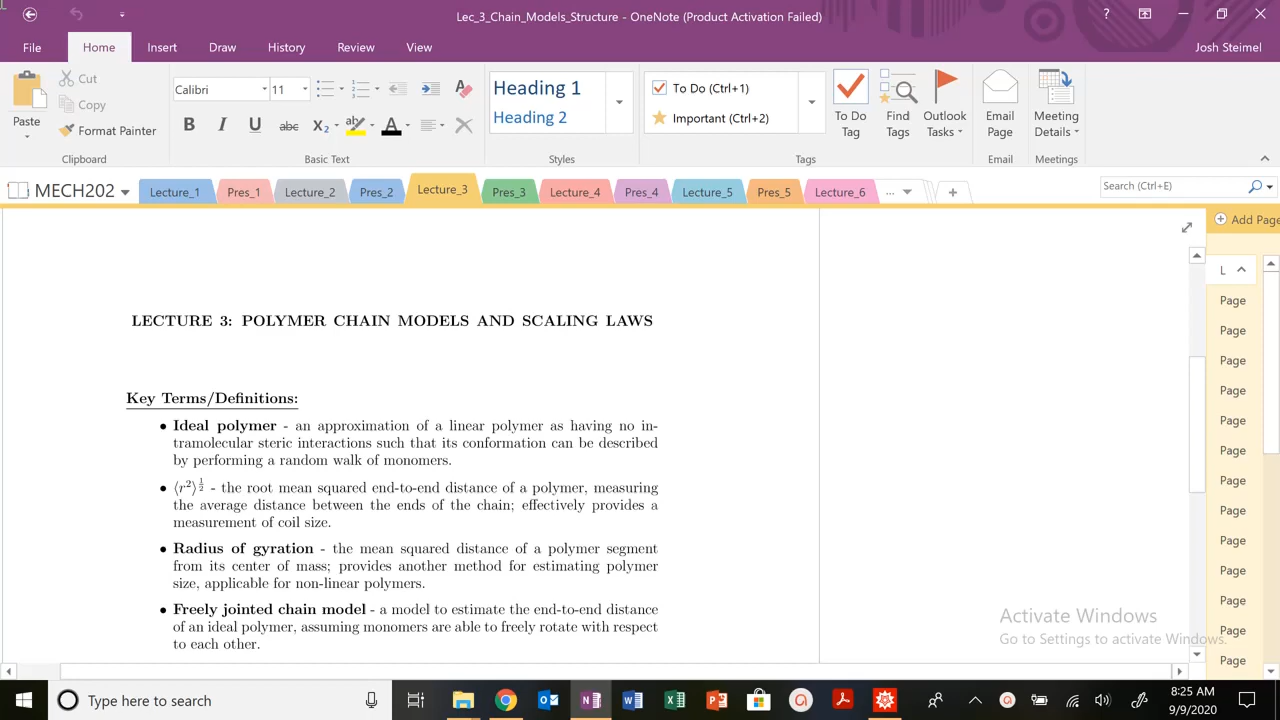 Lec_3_Chain_Models_Structure - OneNote (Product Activation Failed)
?
File Home Insert Draw History Review View Josh Steimel
Paste
Cut
Copy
Format Painter
Clipboard
Calibri 11
B I U abc X₂ A
Basic Text
Heading 1
Heading 2
Styles
To Do (Ctrl+1)
Important (Ctrl+2)
To Do Tag
Find Tags
Outlook Tasks
Tags
Email Page
Email
Meeting Details
Meetings
MECH202 Lecture_1 Pres_1 Lecture_2 Pres_2 Lecture_3 Pres_3 Lecture_4 Pres_4 Lecture_5 Pres_5 Lecture_6 ... + Search (Ctrl+E)
Add Page
L
Page
Page
Page
Page
Page
Page
Page
Page
Page
Page
Page
Page
Page
LECTURE 3: POLYMER CHAIN MODELS AND SCALING LAWS
Key Terms/Definitions:
• Ideal polymer - an approximation of a linear polymer as having no in-
tramolecular steric interactions such that its conformation can be described
by performing a random walk of monomers.
• ⟨r²⟩^½ - the root mean squared end-to-end distance of a polymer, measuring
the average distance between the ends of the chain; effectively provides a
measurement of coil size.
• Radius of gyration - the mean squared distance of a polymer segment
from its center of mass; provides another method for estimating polymer
size, applicable for non-linear polymers.
• Freely jointed chain model - a model to estimate the end-to-end distance
of an ideal polymer, assuming monomers are able to freely rotate with respect
to each other.
Activate Windows
Go to Settings to activate Windows.
Type here to search
8:25 AM
9/9/2020